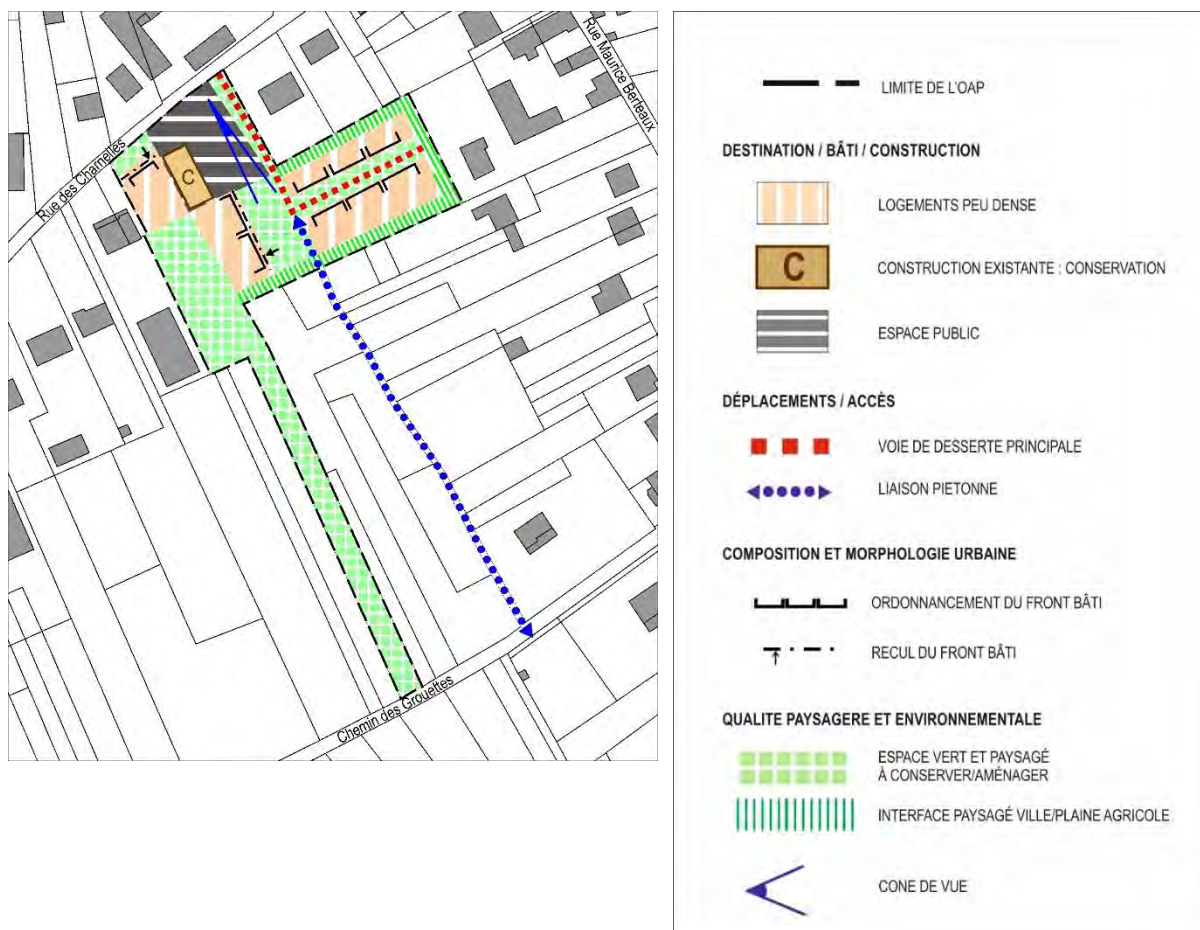 Rue des Charnelles
Rue Maurice Berteaux
C
Chemin des Grouettes
LIMITE DE L'OAP
DESTINATION / BÂTI / CONSTRUCTION
LOGEMENTS PEU DENSE
C
CONSTRUCTION EXISTANTE : CONSERVATION
ESPACE PUBLIC
DÉPLACEMENTS / ACCÈS
VOIE DE DESSERTE PRINCIPALE
LIAISON PIETONNE
COMPOSITION ET MORPHOLOGIE URBAINE
ORDONNANCEMENT DU FRONT BÂTI
RECUL DU FRONT BÂTI
QUALITE PAYSAGERE ET ENVIRONNEMENTALE
ESPACE VERT ET PAYSAGÉ
À CONSERVER/AMÉNAGER
INTERFACE PAYSAGÉ VILLE/PLAINE AGRICOLE
CONE DE VUE